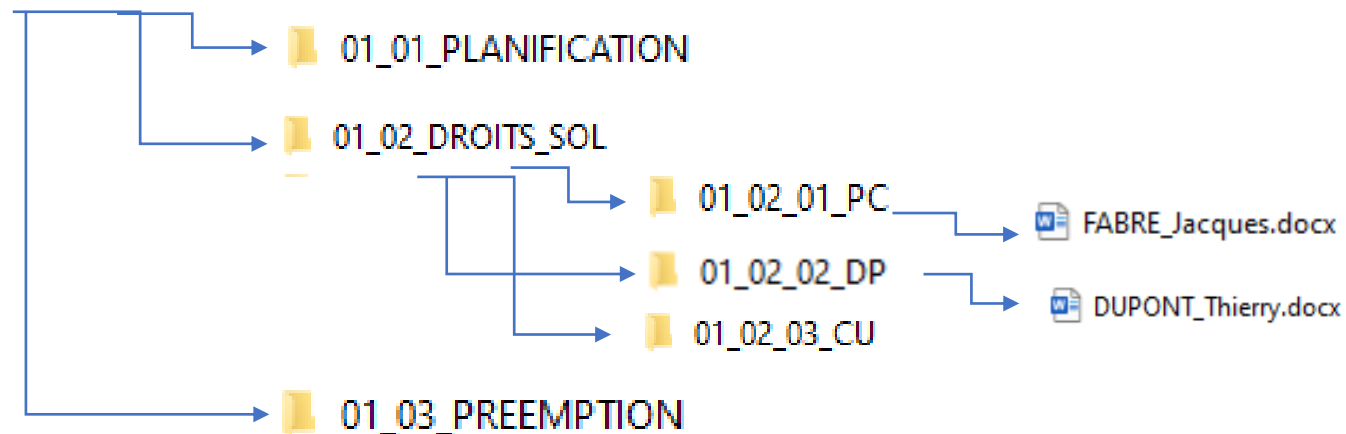 01_01_PLANIFICATION
01_02_DROITS_SOL
01_02_01_PC
FABRE_Jacques.docx
01_02_02_DP
DUPONT_Thierry.docx
01_02_03_CU
01_03_PREEMPTION